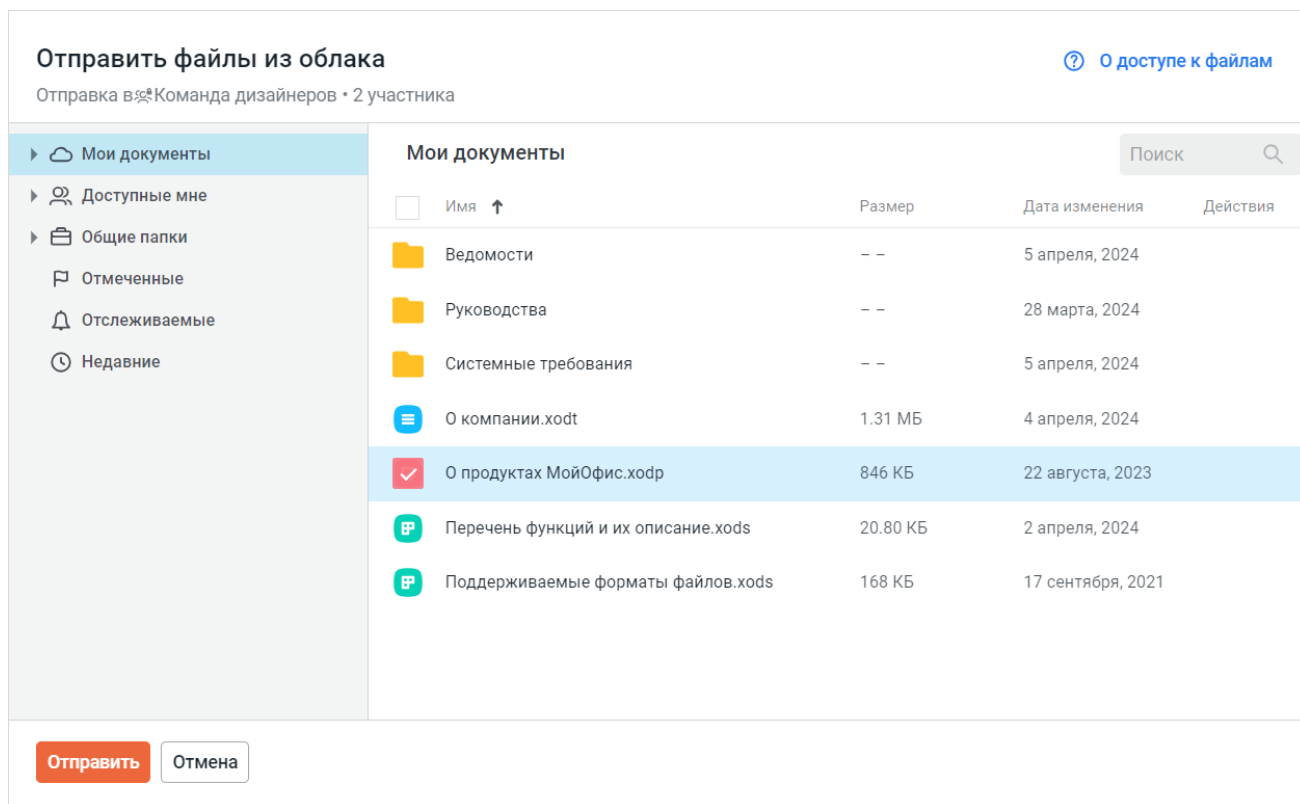 Отправить файлы из облака
О доступе к файлам
Отправка в Команда дизайнеров • 2 участника
Мои документы
Доступные мне
Общие папки
Отмеченные
Отслеживаемые
Недавние
Мои документы
Поиск
Имя Размер Дата изменения Действия
Ведомости – – 5 апреля, 2024
Руководства – – 28 марта, 2024
Системные требования – – 5 апреля, 2024
О компании.xodt 1.31 МБ 4 апреля, 2024
О продуктах МойОфис.xodp 846 КБ 22 августа, 2023
Перечень функций и их описание.xods 20.80 КБ 2 апреля, 2024
Поддерживаемые форматы файлов.xods 168 КБ 17 сентября, 2021
Отправить Отмена